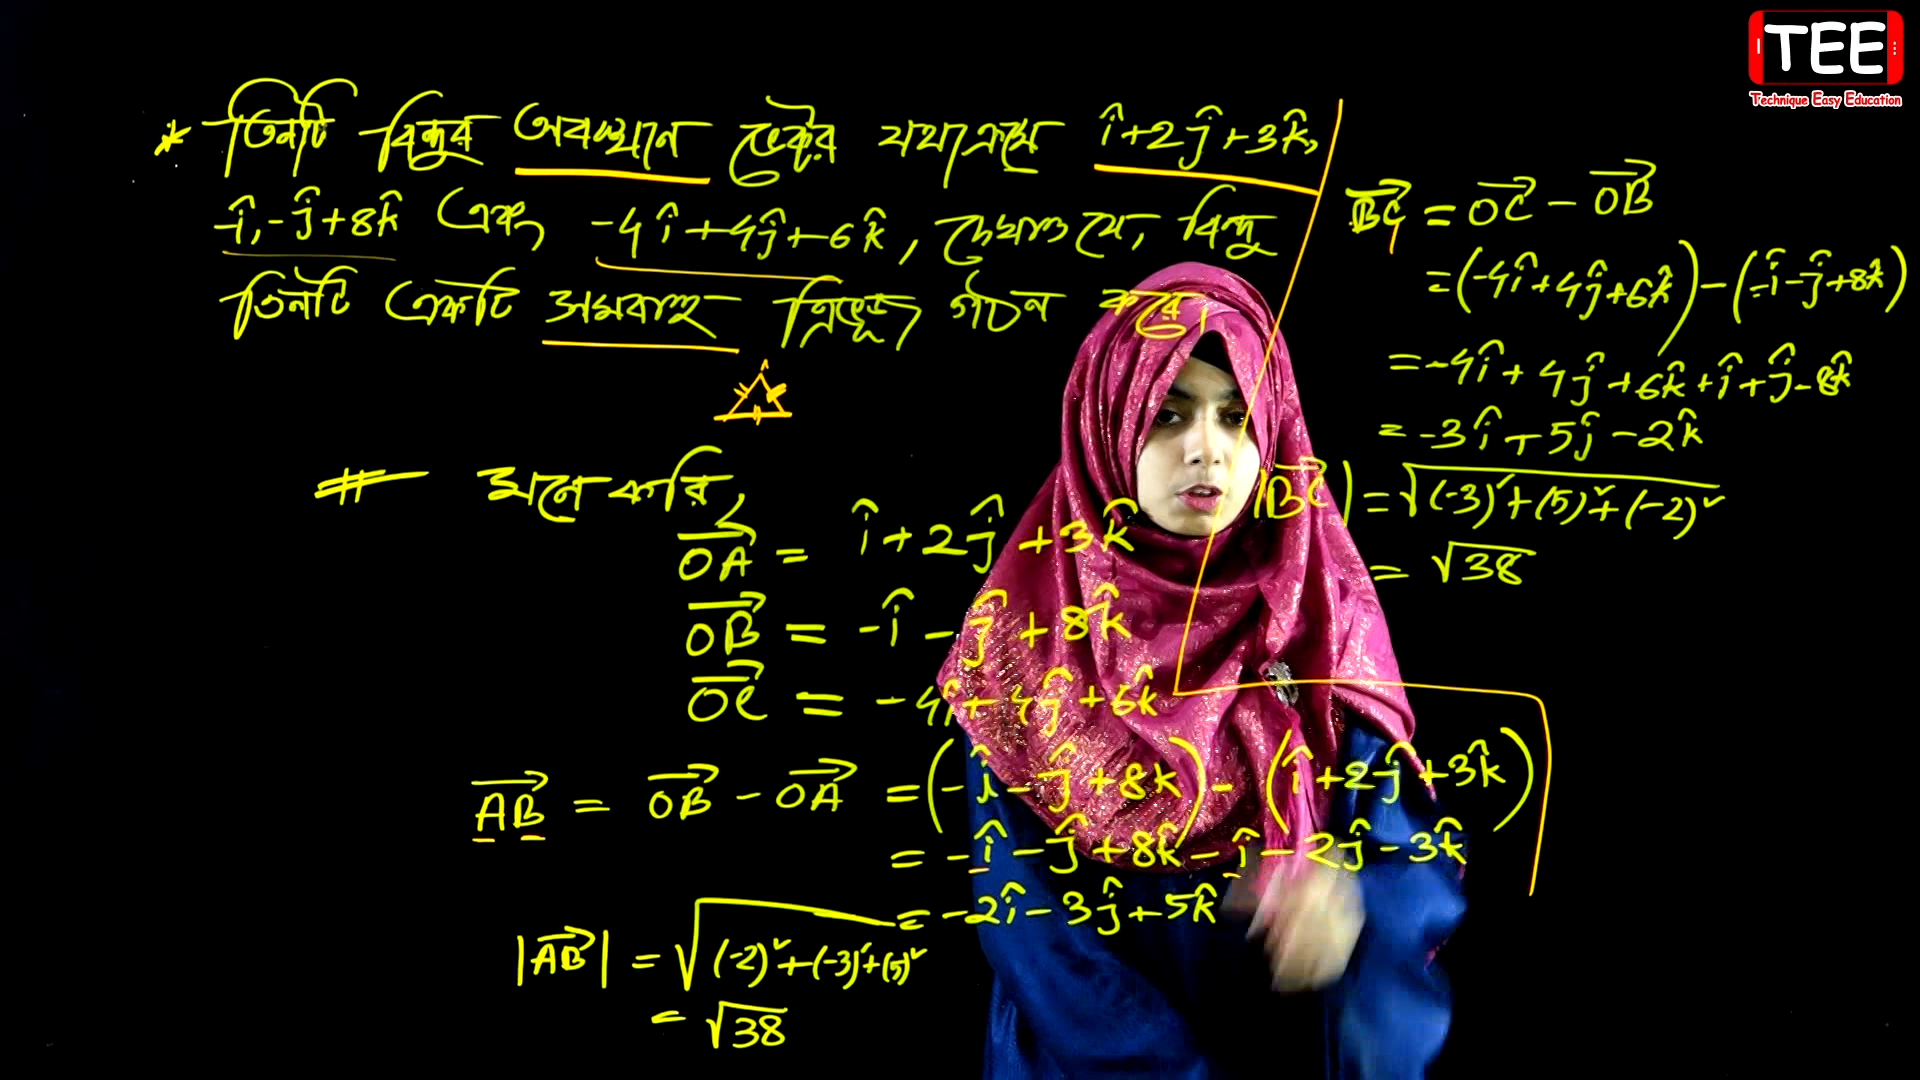 TEE
Technique Easy Education
* তিনটি বিন্দুর অবস্থান ভেক্টর যথাক্রমে î+2ĵ+3k̂,
-î,-ĵ+8k̂ এবং -4î+4ĵ+6k̂, দেখাও যে, বিন্দু
তিনটি একটি সমবাহু ত্রিভুজ গঠন করে।
# মনে করি,
→OA = î+2ĵ+3k̂
→OB = -î-ĵ+8k̂
→OC = -4î+4ĵ+6k̂
→AB = →OB - →OA = (-î-ĵ+8k̂) - (î+2ĵ+3k̂)
= -î-ĵ+8k̂-î-2ĵ-3k̂
= -2î-3ĵ+5k̂
|→AB| = √(-2)²+(-3)²+(5)²
= √38
→BC = →OC - →OB
= (-4î+4ĵ+6k̂) - (-î-ĵ+8k̂)
= -4î+4ĵ+6k̂+î+ĵ-8k̂
= -3î+5ĵ-2k̂
|→BC| = √(-3)²+(5)²+(-2)²
= √38